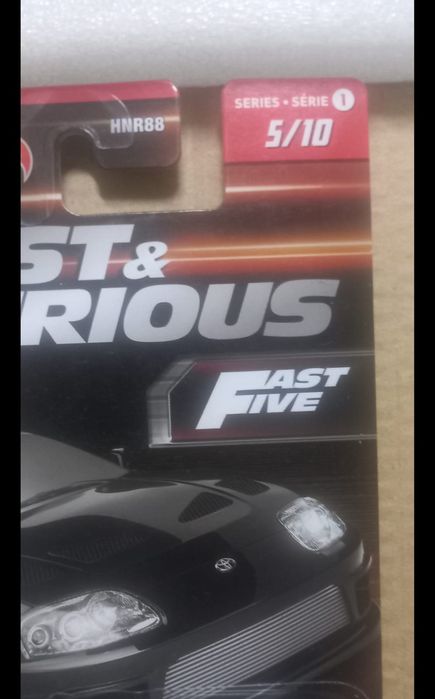 HNR88
SERIES • SÉRIE 1
5/10
ST &
RIOUS
FAST
FIVE